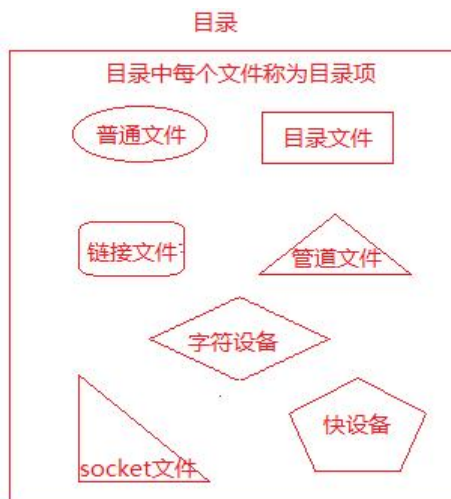 目录
目录中每个文件称为目录项
普通文件
目录文件
链接文件
管道文件
字符设备
socket文件
快设备